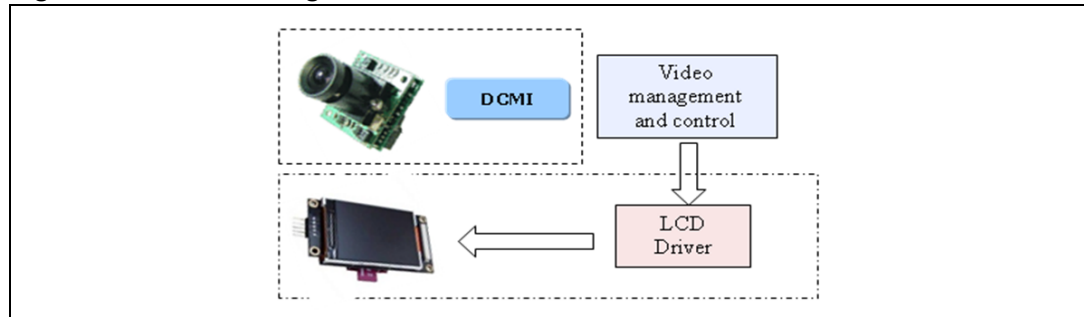 DCMI
Video
management
and control
LCD
Driver